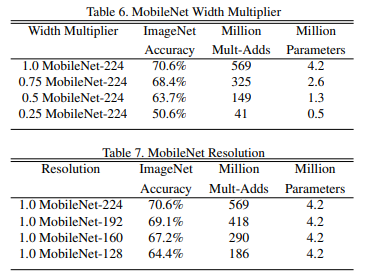 Table 6. MobileNet Width Multiplier
Width Multiplier ImageNet Million Million
Accuracy Mult-Adds Parameters
1.0 MobileNet-224 70.6% 569 4.2
0.75 MobileNet-224 68.4% 325 2.6
0.5 MobileNet-224 63.7% 149 1.3
0.25 MobileNet-224 50.6% 41 0.5
Table 7. MobileNet Resolution
Resolution ImageNet Million Million
Accuracy Mult-Adds Parameters
1.0 MobileNet-224 70.6% 569 4.2
1.0 MobileNet-192 69.1% 418 4.2
1.0 MobileNet-160 67.2% 290 4.2
1.0 MobileNet-128 64.4% 186 4.2